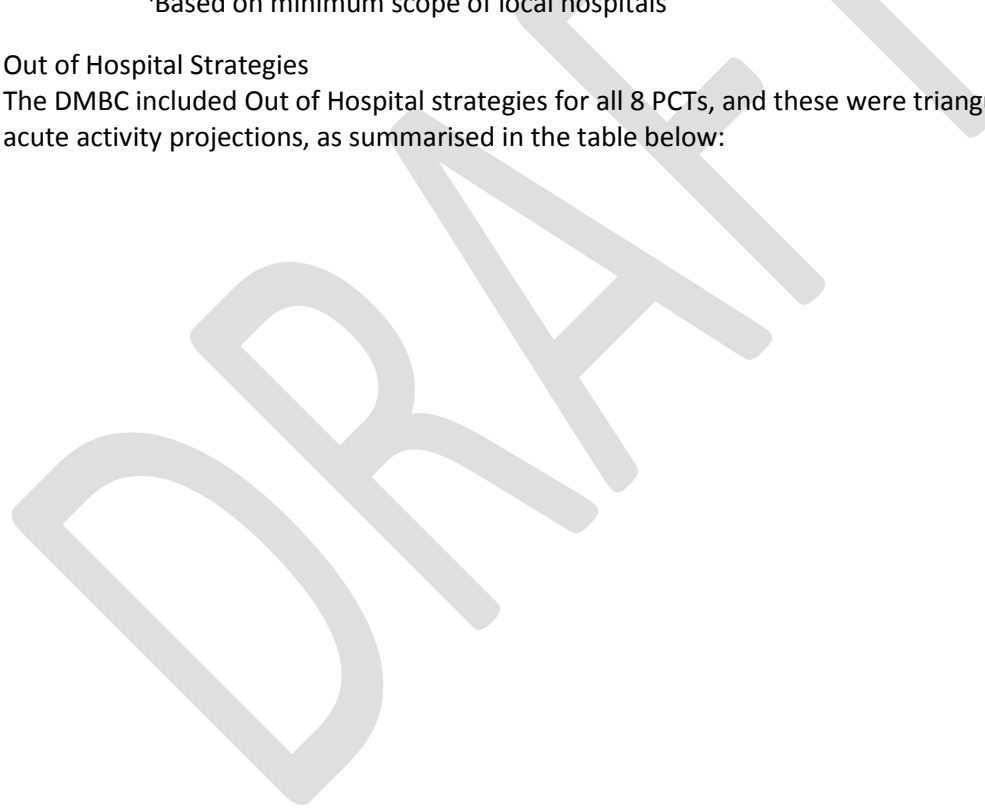 Based on minimum scope of local hospitals
Out of Hospital Strategies
The DMBC included Out of Hospital strategies for all 8 PCTs, and these were
acute activity projections, as summarised in the table below:
DRAFT